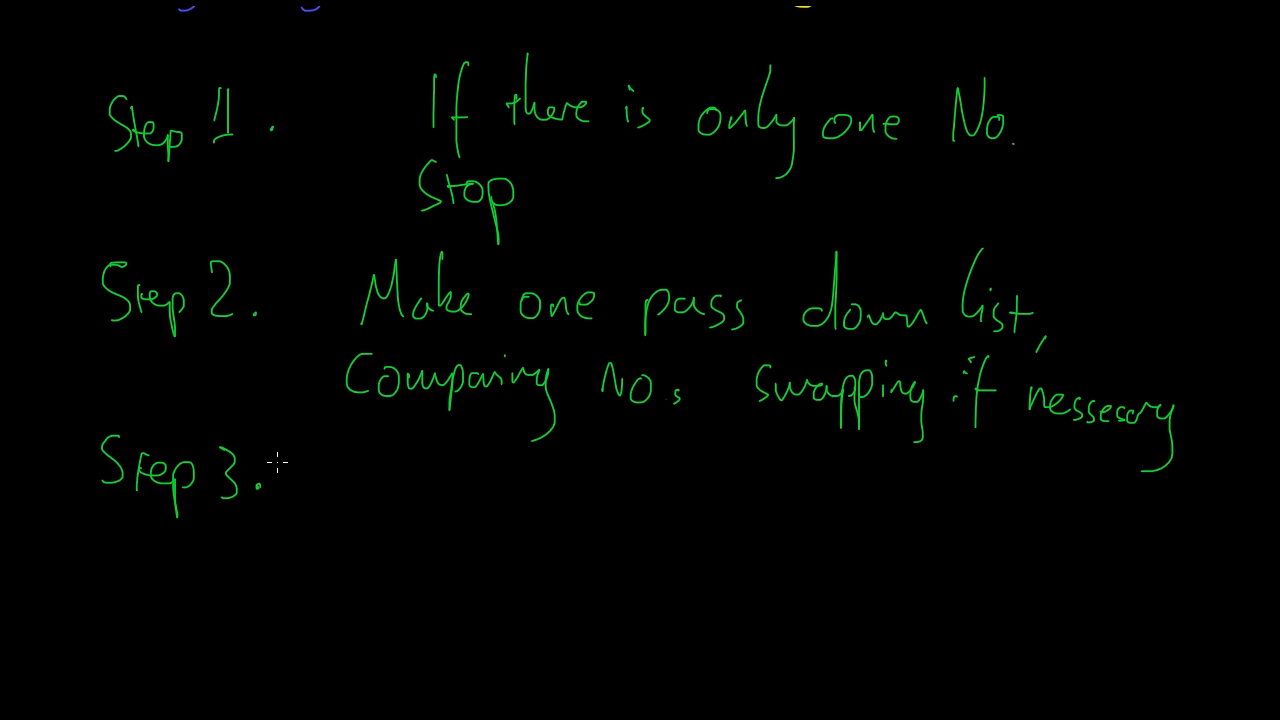 Step 1. If there is only one No.
Stop
Step 2. Make one pass down list,
Comparing NO.s swapping if nessesary
Step 3.